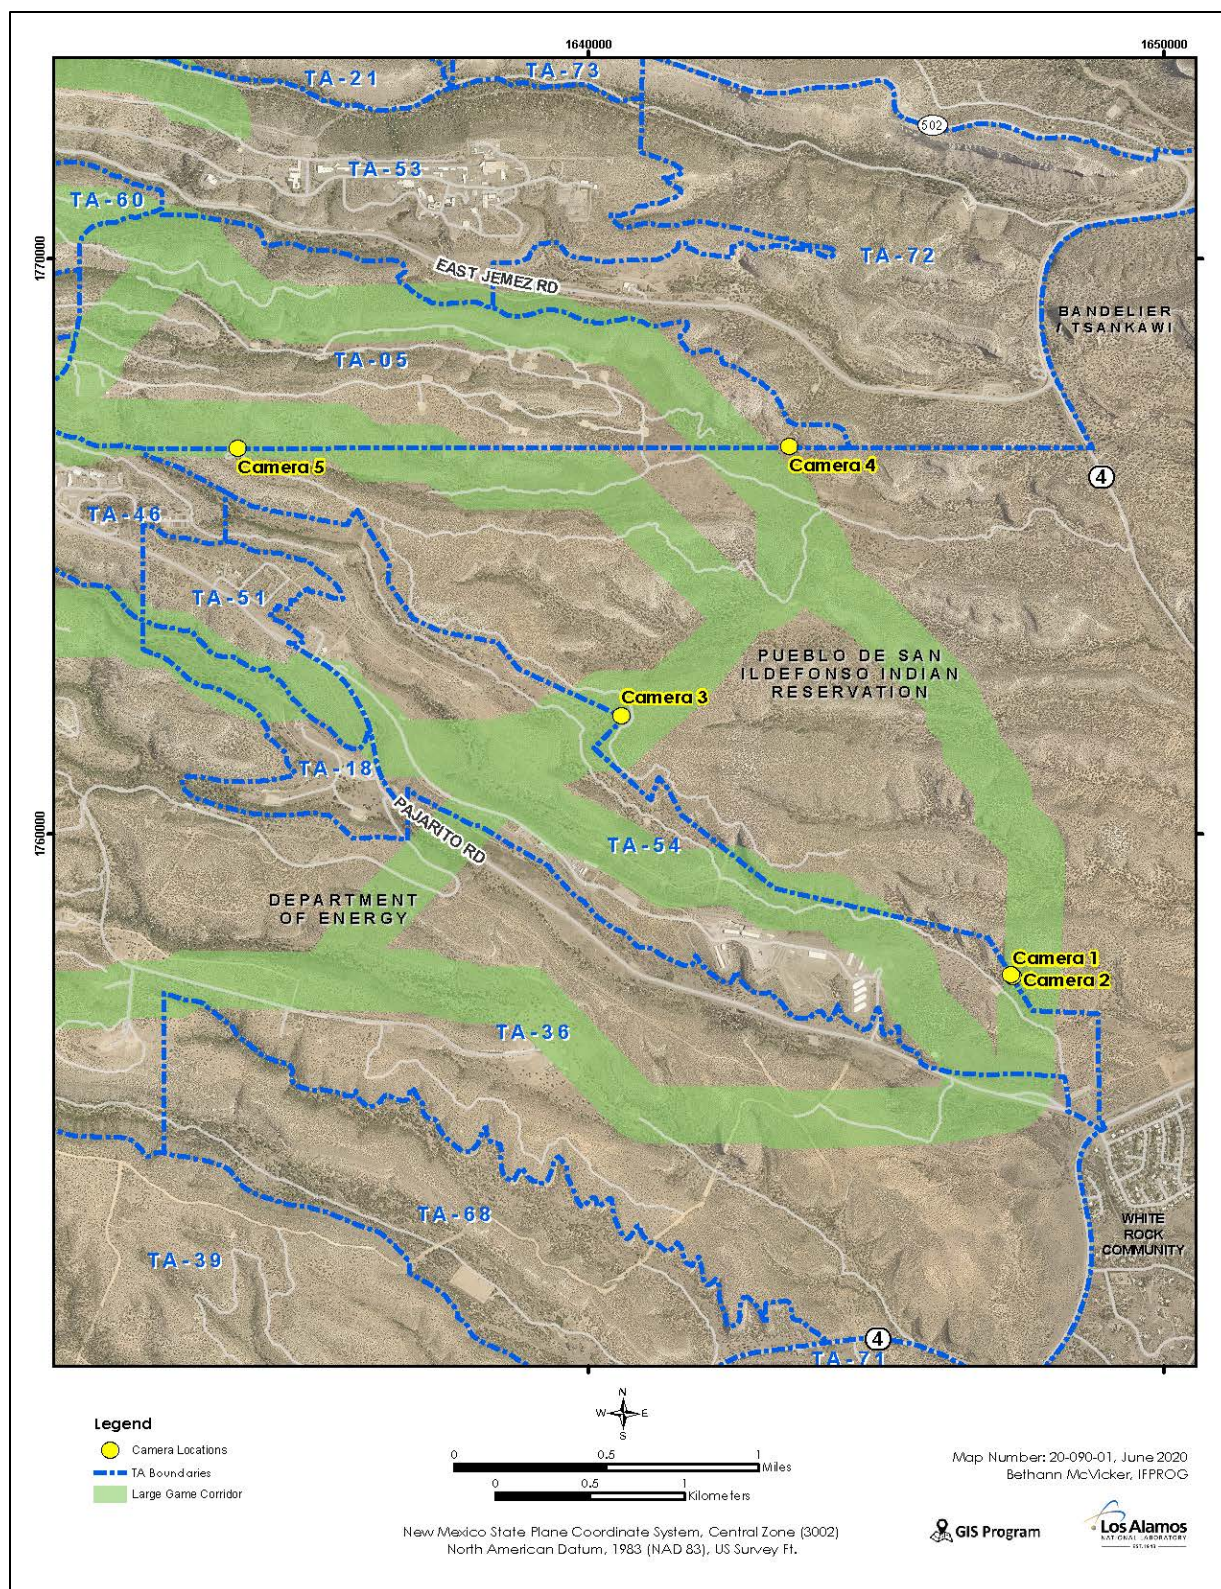 1640000
1650000
TA-21
TA-73
502
TA-53
TA-60
1770000
TA-72
EAST JEMEZ RD
BANDELIER
/ TSANKAWI
TA-05
Camera 5
Camera 4
4
TA-46
TA-51
PUEBLO DE SAN
ILDEFONSO INDIAN
RESERVATION
Camera 3
TA-18
PAJARITO RD
1760000
TA-54
DEPARTMENT
OF ENERGY
Camera 1
Camera 2
TA-36
TA-68
WHITE
ROCK
COMMUNITY
TA-39
4
TA-71
Legend
Camera Locations
TA Boundaries
Large Game Corridor
N
W E
S
0 0.5 1
Miles
0 0.5 1
Kilometers
New Mexico State Plane Coordinate System, Central Zone (3002)
North American Datum, 1983 (NAD 83), US Survey Ft.
Map Number: 20-090-01, June 2020
Bethann McVicker, IFPROG
GIS Program
Los Alamos
NATIONAL LABORATORY
EST. 1943